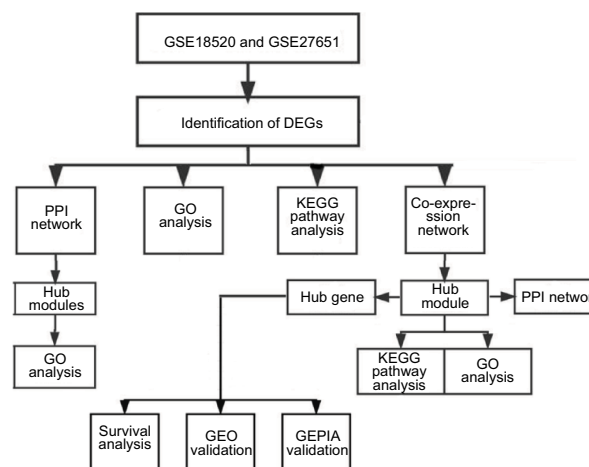 GSE18520 and GSE27651
Identification of DEGs
PPI
network
GO
analysis
KEGG
pathway
analysis
Co-expre-
ssion
network
Hub
modules
Hub gene
Hub
module
PPI network
GO
analysis
KEGG
pathway
analysis
GO
analysis
Survival
analysis
GEO
validation
GEPIA
validation